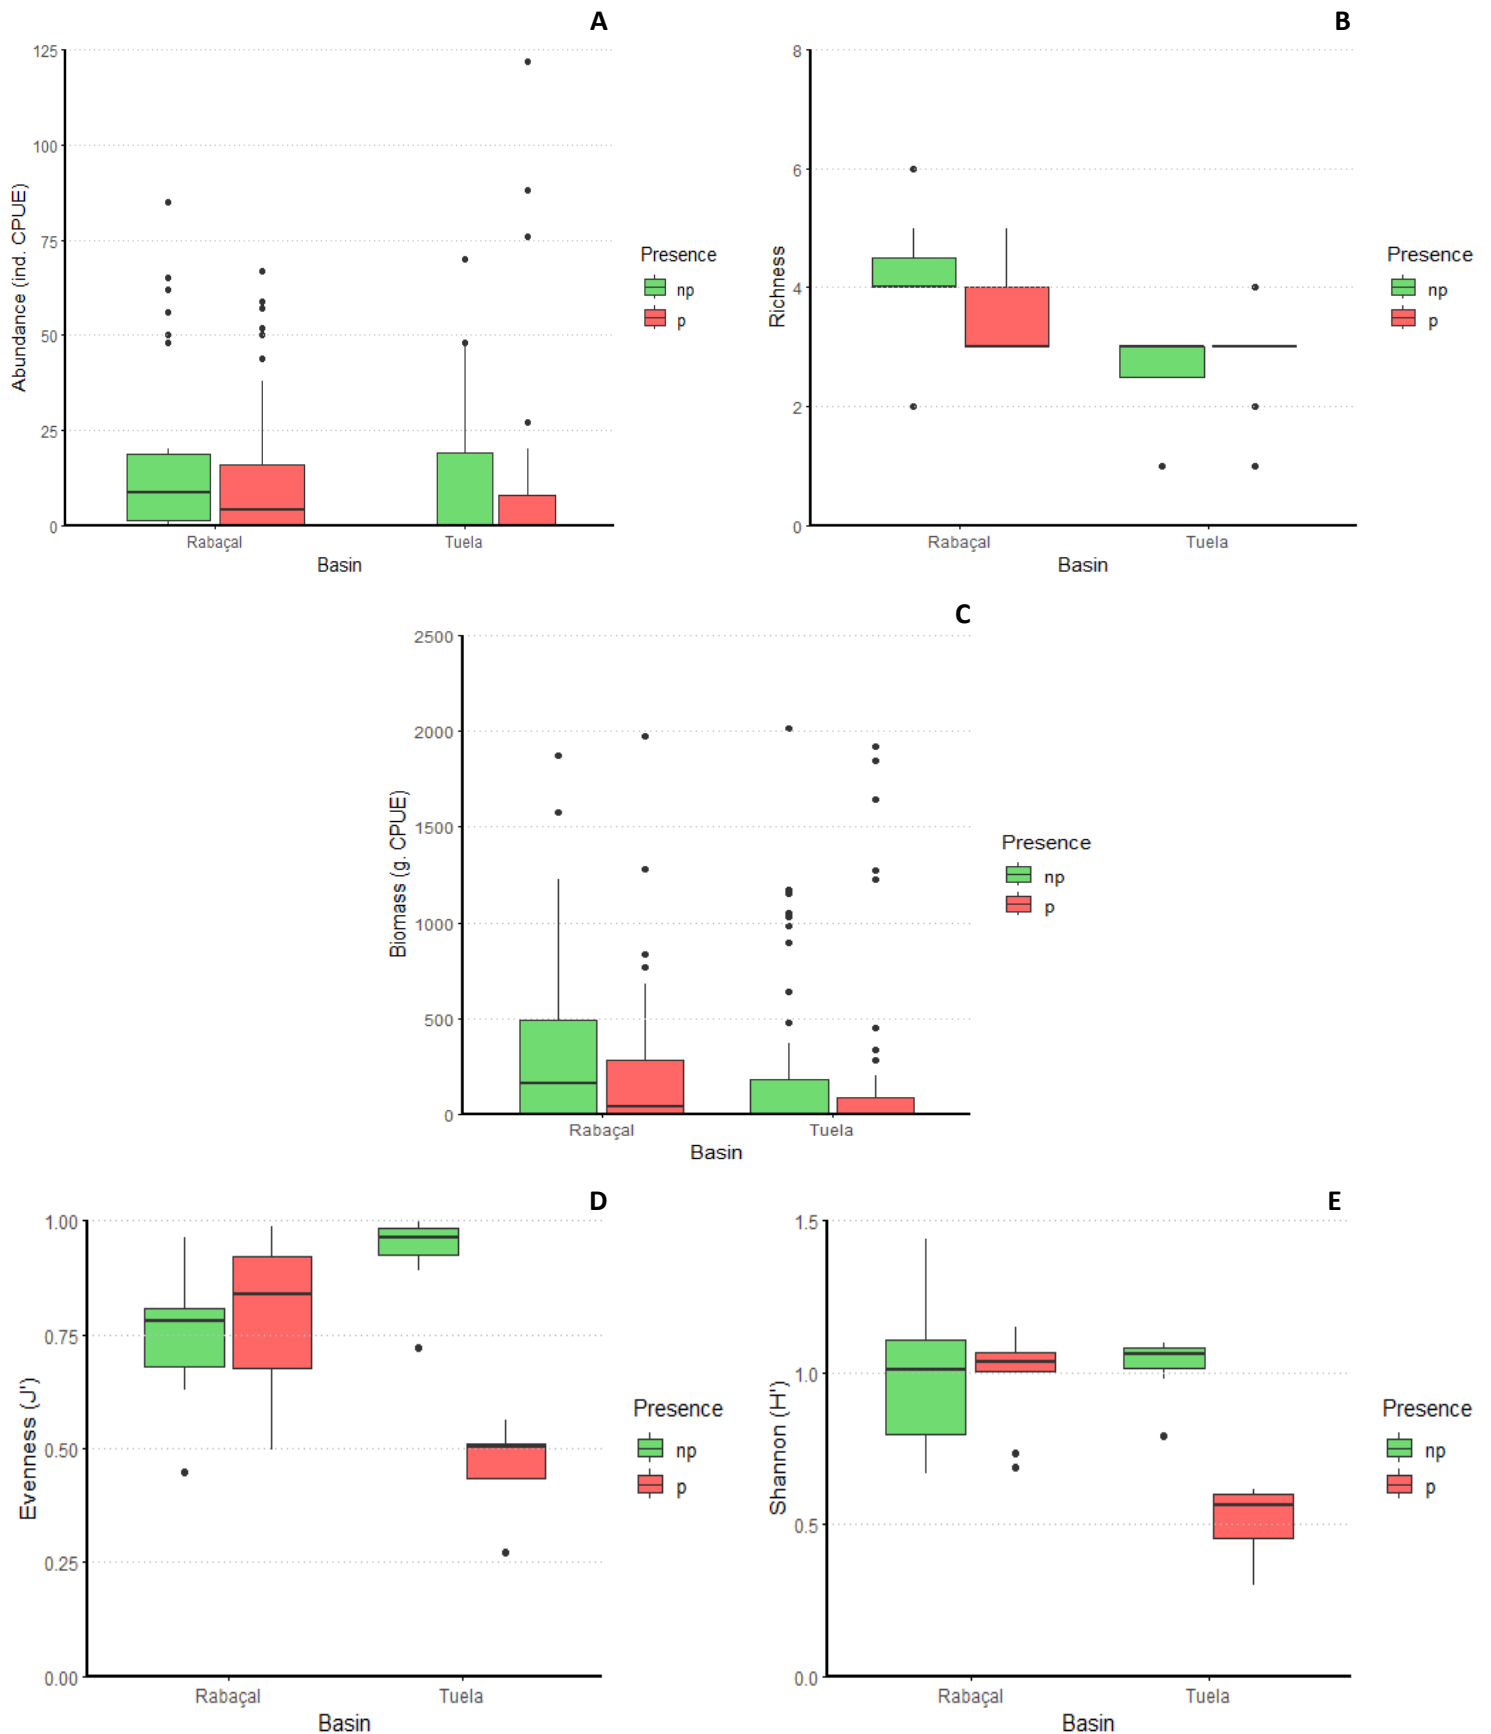 A
Abundance (ind. CPUE)
125
100
75
50
25
0
Rabaçal Tuela
Basin
Presence
np
p
B
Richness
8
6
4
2
0
Rabaçal Tuela
Basin
Presence
np
p
C
Biomass (g. CPUE)
2500
2000
1500
1000
500
0
Rabaçal Tuela
Basin
Presence
np
p
D
Evenness (J')
1.00
0.75
0.50
0.25
0.00
Rabaçal Tuela
Basin
Presence
np
p
E
Shannon (H')
1.5
1.0
0.5
0.0
Rabaçal Tuela
Basin
Presence
np
p